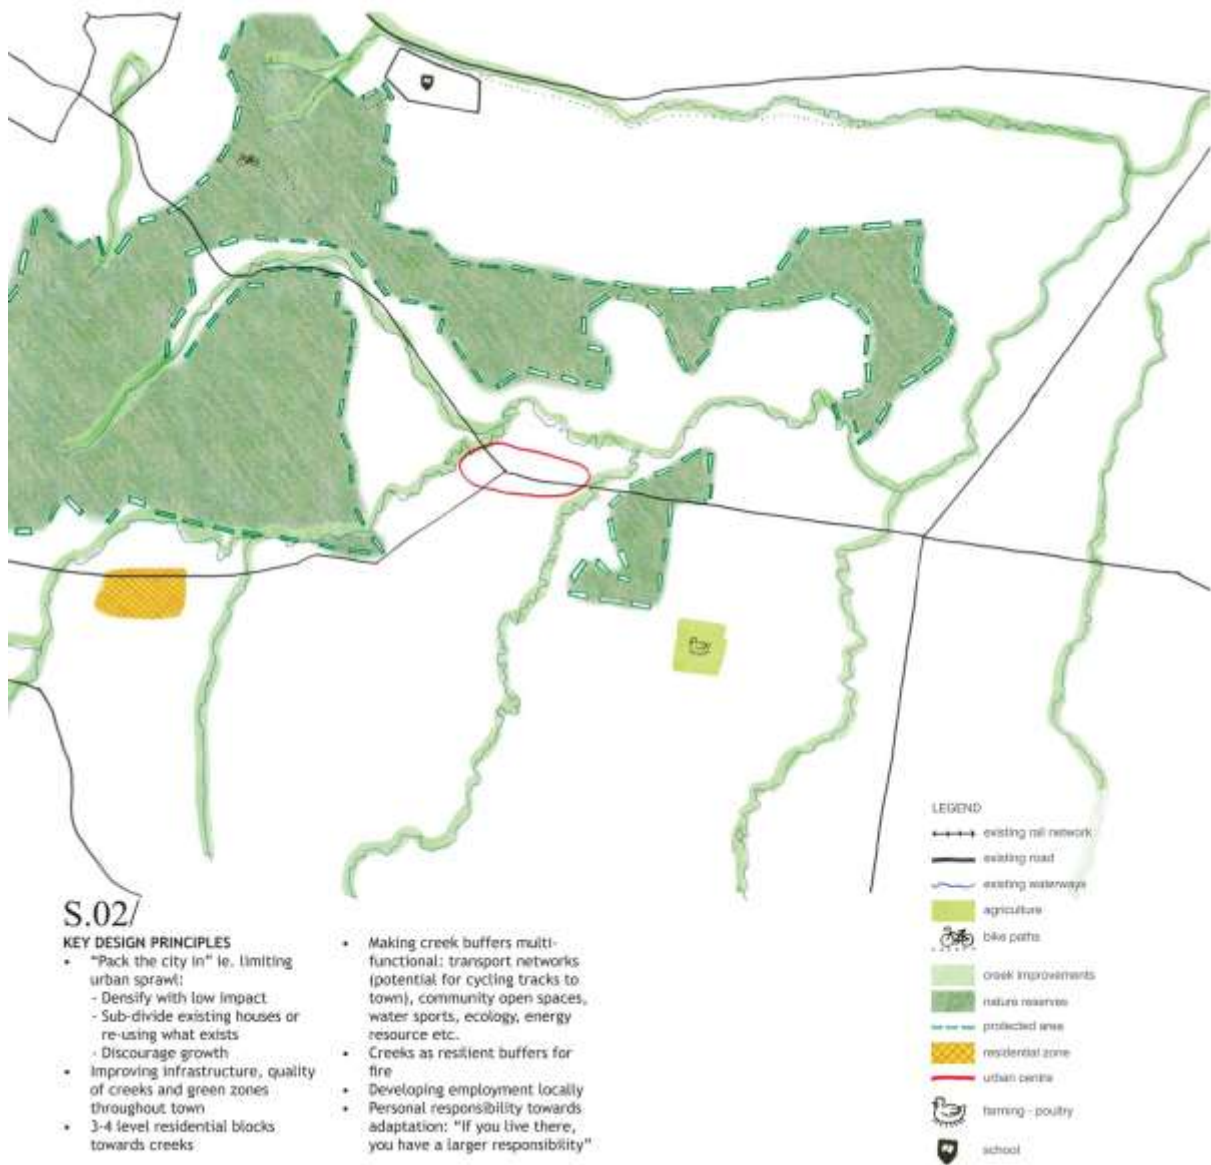 LEGEND
existing rail network
existing road
existing waterways
agriculture
bike paths
creek improvements
nature reserves
protected area
residential zone
urban centre
farming - poultry
school
S.02/
KEY DESIGN PRINCIPLES
• "Pack the city in" ie. limiting
urban sprawl:
- Densify with low impact
- Sub-divide existing houses or
re-using what exists
- Discourage growth
• Improving infrastructure, quality
of creeks and green zones
throughout town
• 3-4 level residential blocks
towards creeks
• Making creek buffers multi-
functional: transport networks
(potential for cycling tracks to
town), community open spaces,
water sports, ecology, energy
resource etc.
• Creeks as resilient buffers for
fire
• Developing employment locally
• Personal responsibility towards
adaptation: "If you live there,
you have a larger responsibility"